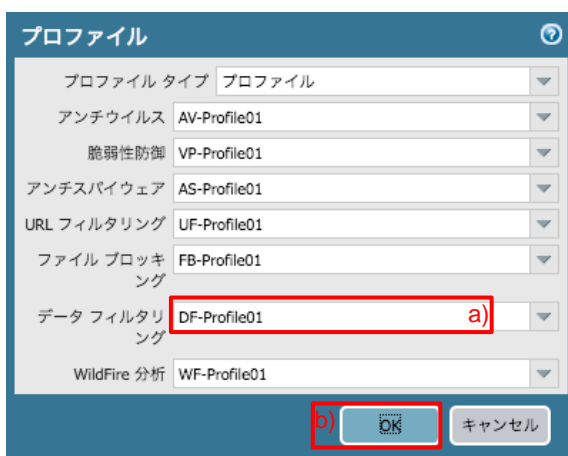 プロファイル
プロファイル タイプ プロファイル
アンチウイルス AV-Profile01
脆弱性防御 VP-Profile01
アンチスパイウェア AS-Profile01
URL フィルタリング UF-Profile01
ファイル ブロッキ FB-Profile01
ング
データ フィルタリ DF-Profile01 a)
ング
WildFire 分析 WF-Profile01
b) OK キャンセル